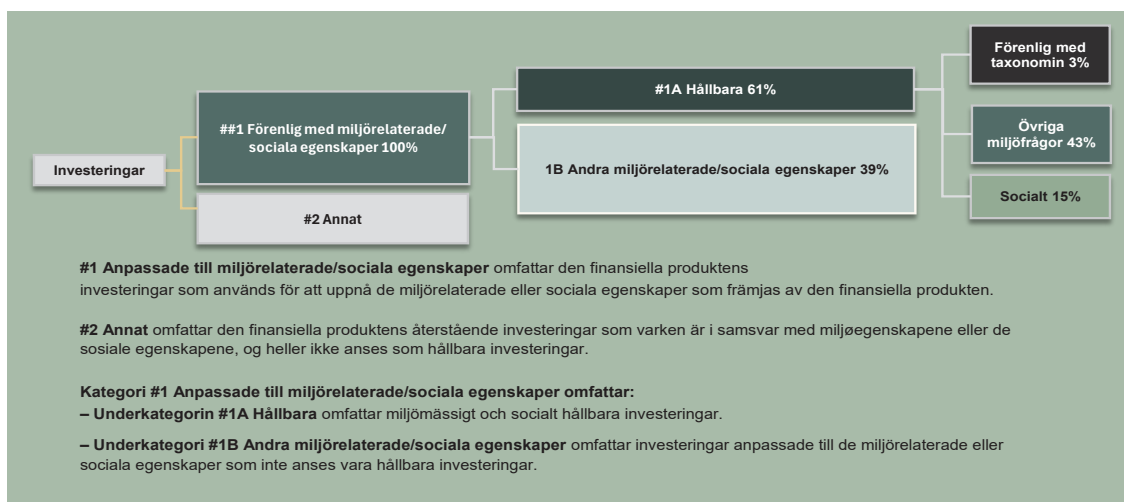 Investeringar
##1 Förenlig med miljörelaterade/
sociala egenskaper 100%
#2 Annat
#1A Hållbara 61%
1B Andra miljörelaterade/sociala egenskaper 39%
Förenlig med
taxonomin 3%
Övriga
miljöfrågor 43%
Socialt 15%
#1 Anpassade till miljörelaterade/sociala egenskaper omfattar den finansiella produktens
investeringar som används för att uppnå de miljörelaterade eller sociala egenskaper som främjas av den finansiella produkten.
#2 Annat omfattar den finansiella produktens återstående investeringar som varken är i samsvar med miljøegenskapene eller de
sosiale egenskapene, og heller ikke anses som hållbara investeringar.
Kategori #1 Anpassade till miljörelaterade/sociala egenskaper omfattar:
– Underkategorin #1A Hållbara omfattar miljömässigt och socialt hållbara investeringar.
– Underkategori #1B Andra miljörelaterade/sociala egenskaper omfattar investeringar anpassade till de miljörelaterade eller
sociala egenskaper som inte anses vara hållbara investeringar.